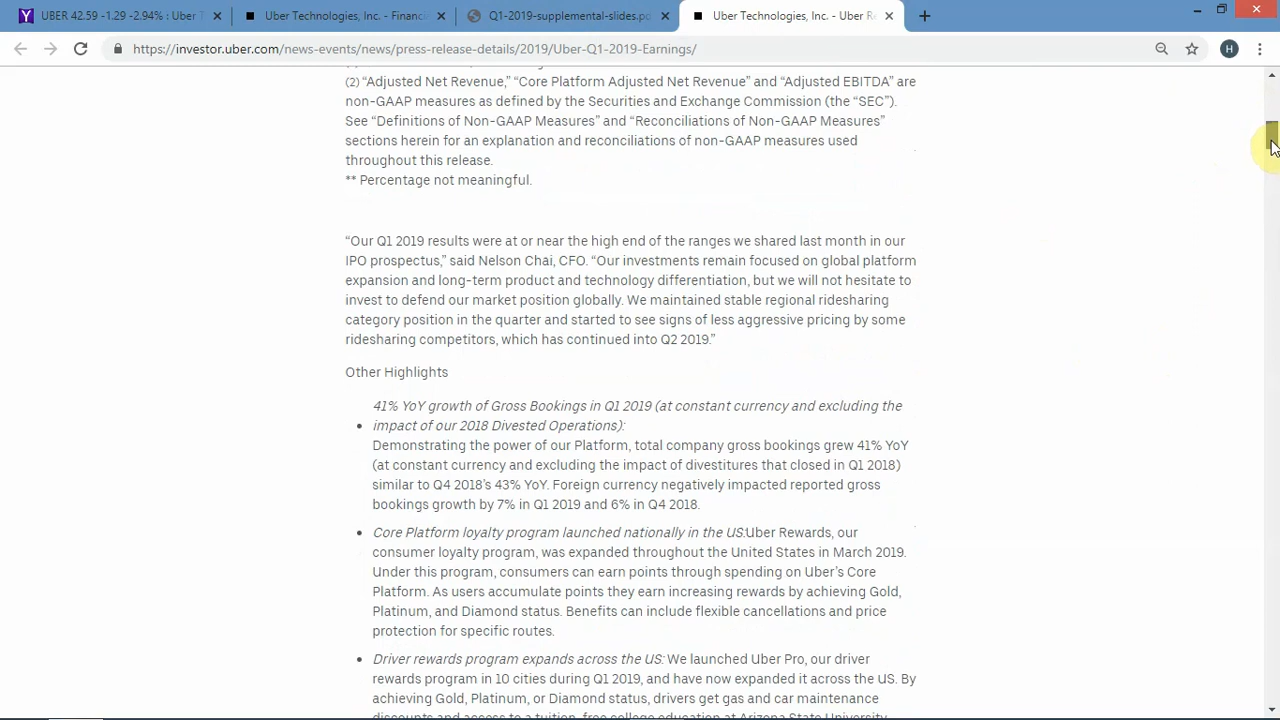 UBER 42.59 -1.29 -2.94% : Uber T
Uber Technologies, Inc. - Financi
Q1-2019-supplemental-slides.pd
Uber Technologies, Inc. - Uber R
https://investor.uber.com/news-events/news/press-release-details/2019/Uber-Q1-2019-Earnings/
H
(2) “Adjusted Net Revenue,” “Core Platform Adjusted Net Revenue” and “Adjusted EBITDA” are
non-GAAP measures as defined by the Securities and Exchange Commission (the “SEC”).
See “Definitions of Non-GAAP Measures” and “Reconciliations of Non-GAAP Measures”
sections herein for an explanation and reconciliations of non-GAAP measures used
throughout this release.
** Percentage not meaningful.
“Our Q1 2019 results were at or near the high end of the ranges we shared last month in our
IPO prospectus,” said Nelson Chai, CFO. “Our investments remain focused on global platform
expansion and long-term product and technology differentiation, but we will not hesitate to
invest to defend our market position globally. We maintained stable regional ridesharing
category position in the quarter and started to see signs of less aggressive pricing by some
ridesharing competitors, which has continued into Q2 2019.”
Other Highlights
41% YoY growth of Gross Bookings in Q1 2019 (at constant currency and excluding the
• impact of our 2018 Divested Operations):
Demonstrating the power of our Platform, total company gross bookings grew 41% YoY
(at constant currency and excluding the impact of divestitures that closed in Q1 2018)
similar to Q4 2018’s 43% YoY. Foreign currency negatively impacted reported gross
bookings growth by 7% in Q1 2019 and 6% in Q4 2018.
• Core Platform loyalty program launched nationally in the US:Uber Rewards, our
consumer loyalty program, was expanded throughout the United States in March 2019.
Under this program, consumers can earn points through spending on Uber’s Core
Platform. As users accumulate points they earn increasing rewards by achieving Gold,
Platinum, and Diamond status. Benefits can include flexible cancellations and price
protection for specific routes.
• Driver rewards program expands across the US: We launched Uber Pro, our driver
rewards program in 10 cities during Q1 2019, and have now expanded it across the US. By
achieving Gold, Platinum, or Diamond status, drivers get gas and car maintenance
discounts and access to a tuition-free college education at Arizona State University